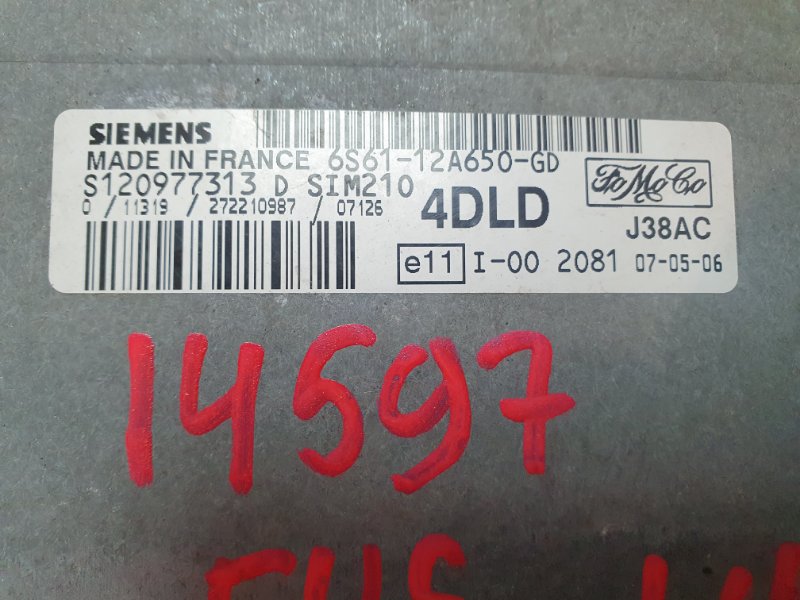 SIEMENS
MADE IN FRANCE 6S61-12A650-GD
S120977313 D SIM210
FoMoCo
0 / 11319 / 272210987 / 07126
4DLD
J38AC
e11 I-00 2081 07-05-06
14597